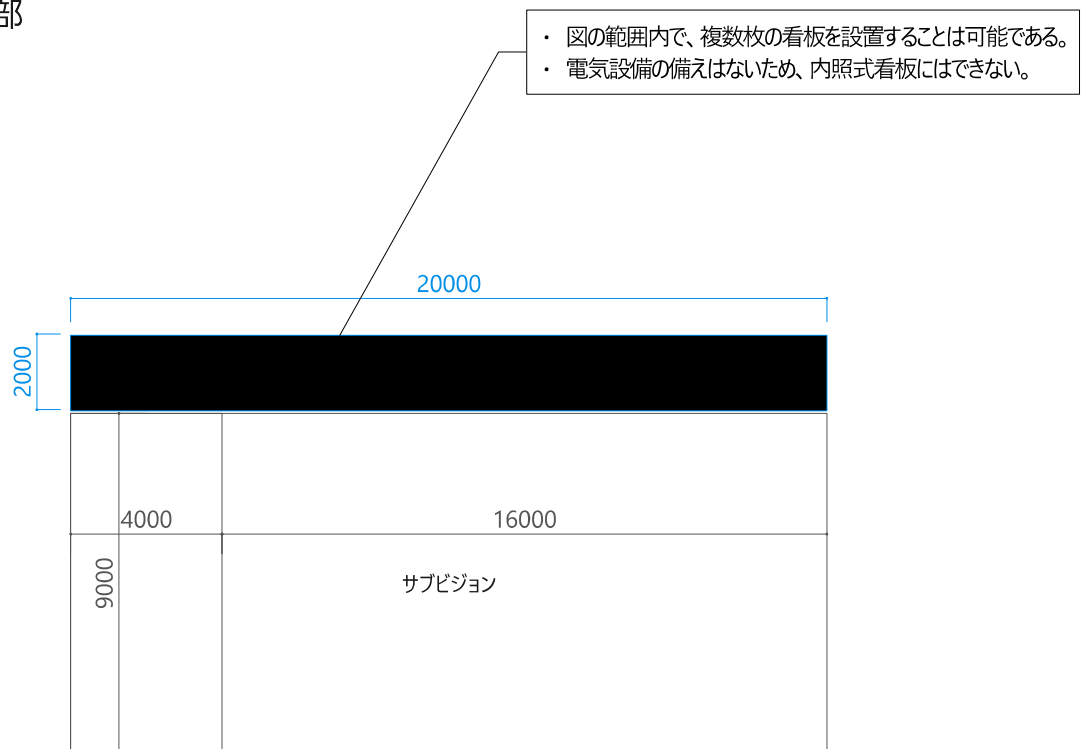 部
・ 図の範囲内で、複数枚の看板を設置することは可能である。
・ 電気設備の備えはないため、内照式看板にはできない。
20000
2000
4000
16000
9000
サブビジョン